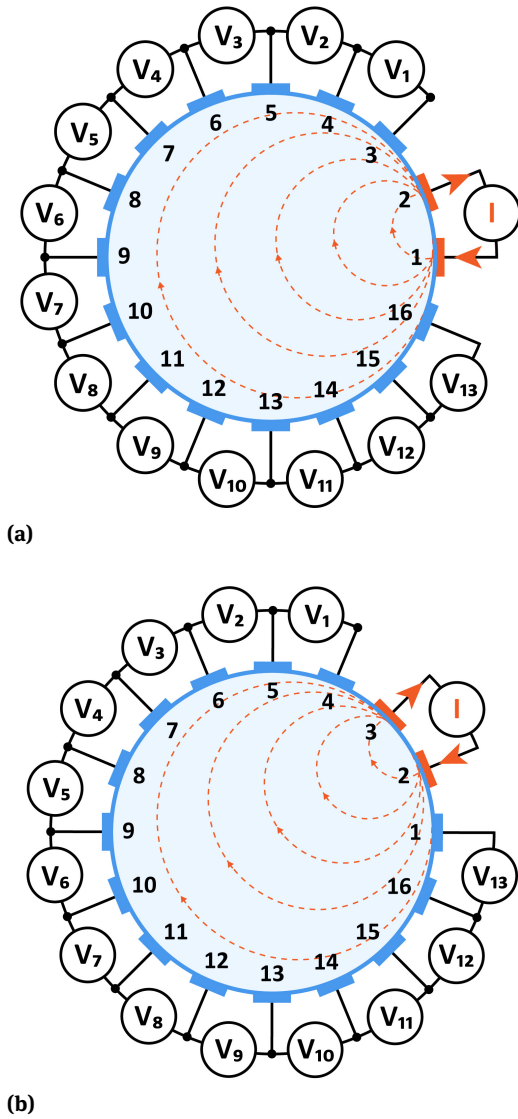 V₃
V₂
V₄
V₁
V₅
V₆
V₇
V₈
V₉
V₁₀
V₁₁
V₁₂
V₁₃
I
1
2
3
4
5
6
7
8
9
10
11
12
13
14
15
16
(a)
V₂
V₁
V₃
V₄
V₅
V₆
V₇
V₈
V₉
V₁₀
V₁₁
V₁₂
V₁₃
I
1
2
3
4
5
6
7
8
9
10
11
12
13
14
15
16
(b)